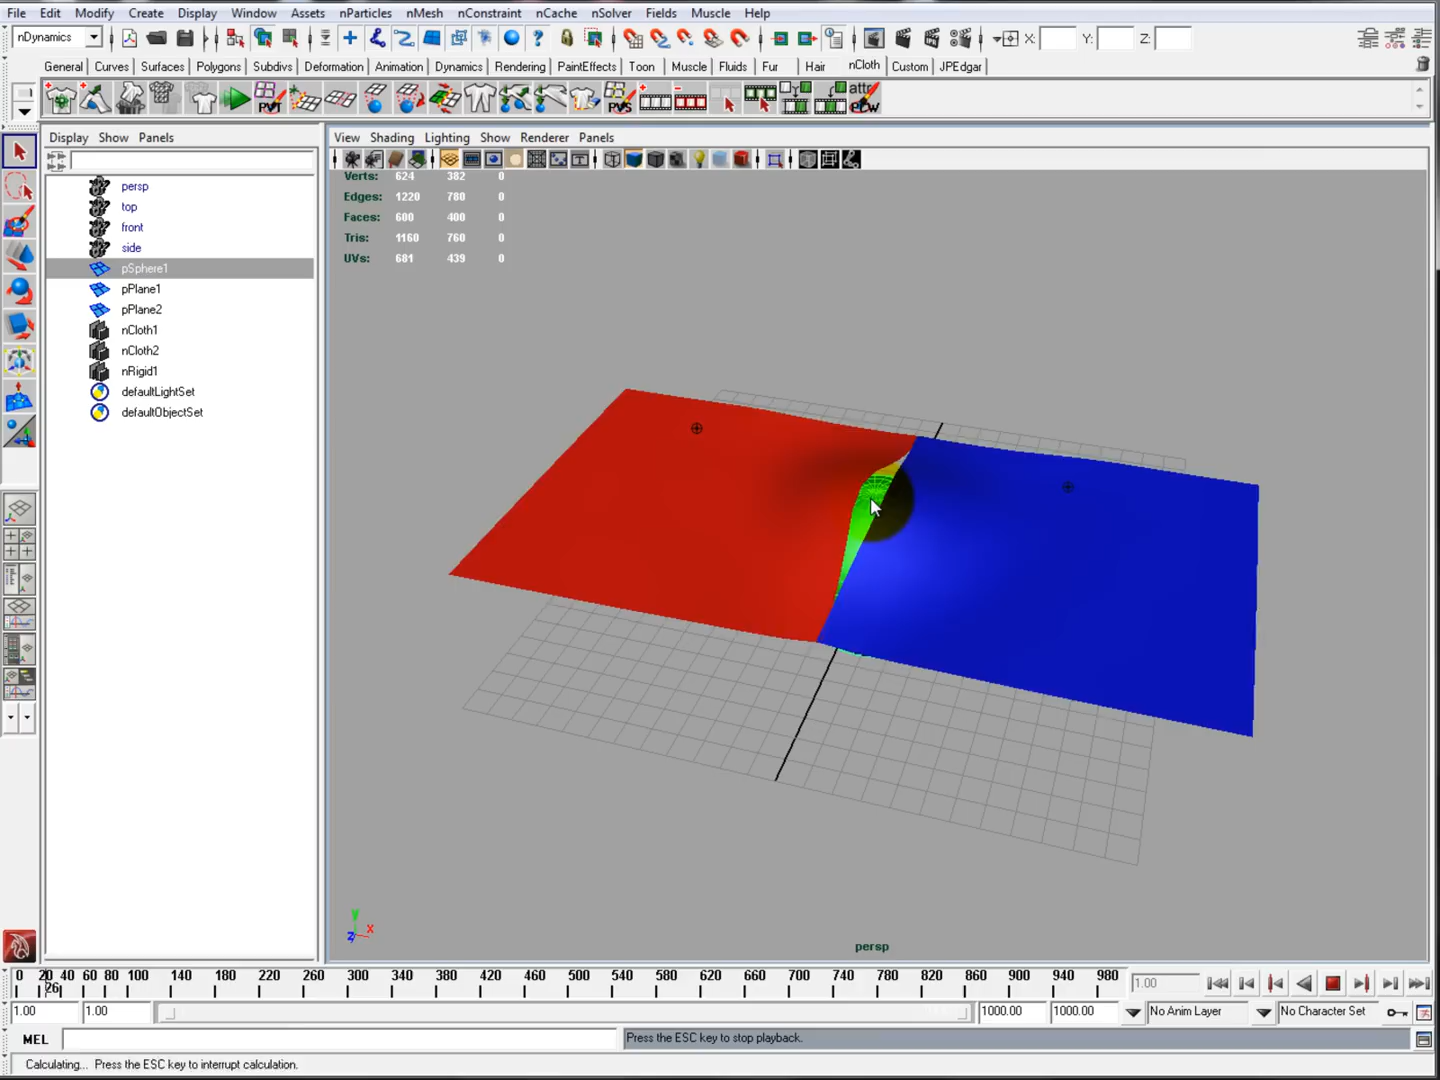 File Edit Modify Create Display Window Assets nParticles nMesh nConstraint nCache nSolver Fields Muscle Help
nDynamics X: Y: Z:
General Curves Surfaces Polygons Subdivs Deformation Animation Dynamics Rendering PaintEffects Toon Muscle Fluids Fur Hair nCloth Custom JPEdgar
Display Show Panels
View Shading Lighting Show Renderer Panels
Verts: 624 382 0
Edges: 1220 780 0
Faces: 600 400 0
Tris: 1160 760 0
UVs: 681 439 0
persp
top
front
side
pSphere1
pPlane1
pPlane2
nCloth1
nCloth2
nRigid1
defaultLightSet
defaultObjectSet
Y
X
Z
persp
0 20 40 60 80 100 140 180 220 260 300 340 380 420 460 500 540 580 620 660 700 740 780 820 860 900 940 980
26
1.00
1.00 1.00 1000.00 1000.00 No Anim Layer No Character Set
MEL Press the ESC key to stop playback.
Calculating... Press the ESC key to interrupt calculation.